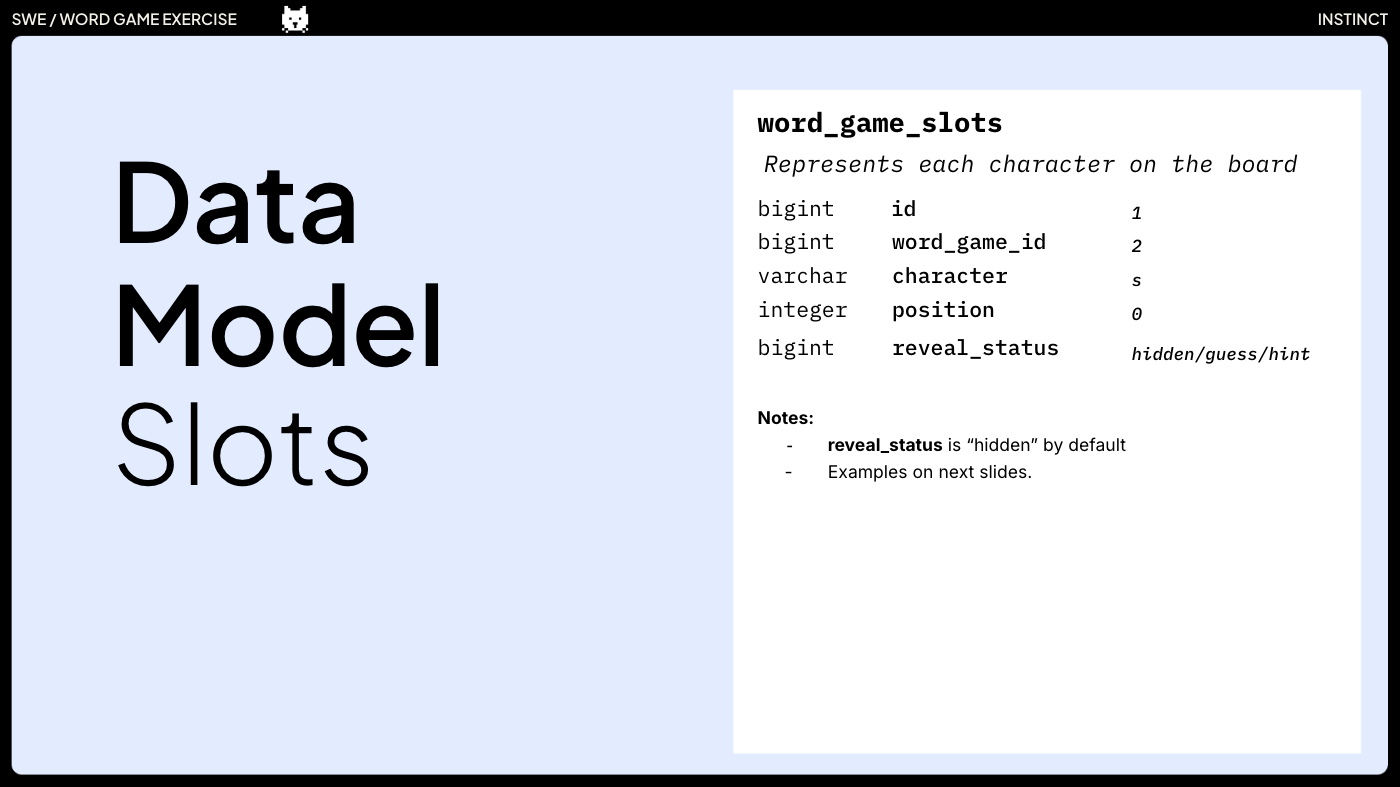 SWE / WORD GAME EXERCISE
INSTINCT
Data
Model
Slots
word_game_slots
Represents each character on the board
bigint id 1
bigint word_game_id 2
varchar character s
integer position 0
bigint reveal_status hidden/guess/hint
Notes:
- reveal_status is “hidden” by default
- Examples on next slides.